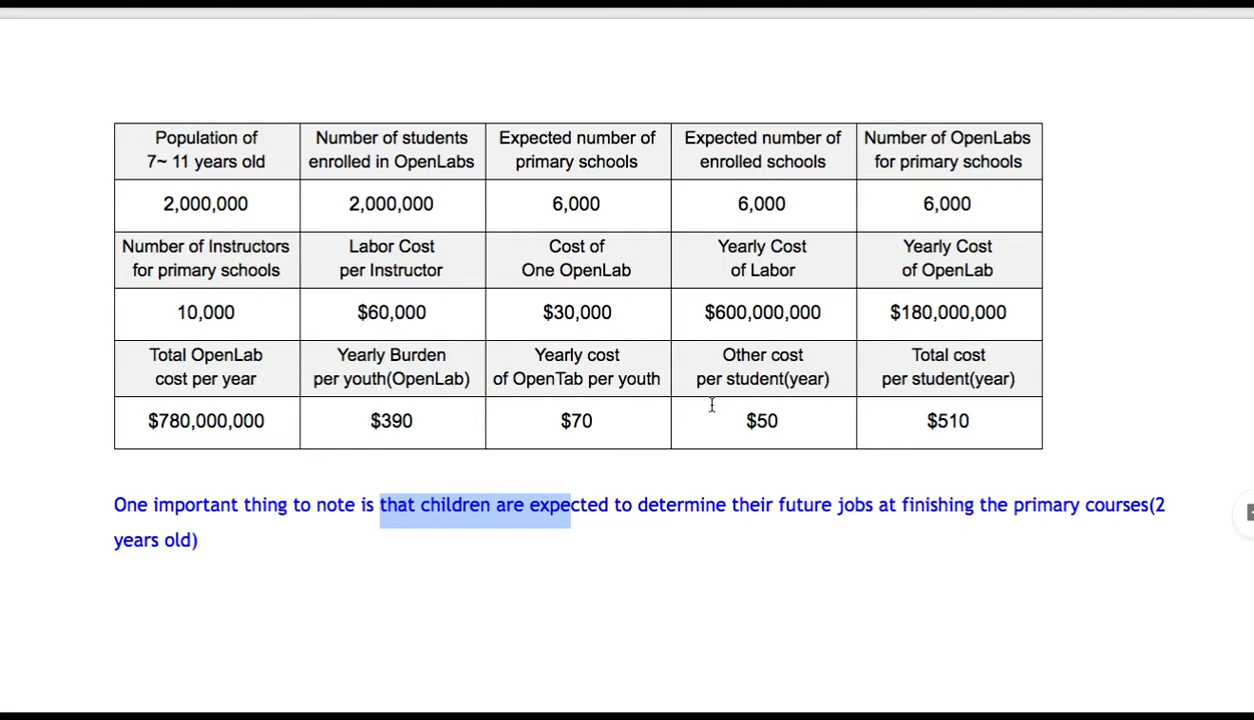 Population of
7~ 11 years old
Number of students
enrolled in OpenLabs
Expected number of
primary schools
Expected number of
enrolled schools
Number of OpenLabs
for primary schools
2,000,000
2,000,000
6,000
6,000
6,000
Number of Instructors
for primary schools
Labor Cost
per Instructor
Cost of
One OpenLab
Yearly Cost
of Labor
Yearly Cost
of OpenLab
10,000
$60,000
$30,000
$600,000,000
$180,000,000
Total OpenLab
cost per year
Yearly Burden
per youth(OpenLab)
Yearly cost
of OpenTab per youth
Other cost
per student(year)
Total cost
per student(year)
$780,000,000
$390
$70
$50
$510
One important thing to note is that children are expected to determine their future jobs at finishing the primary courses(2
years old)